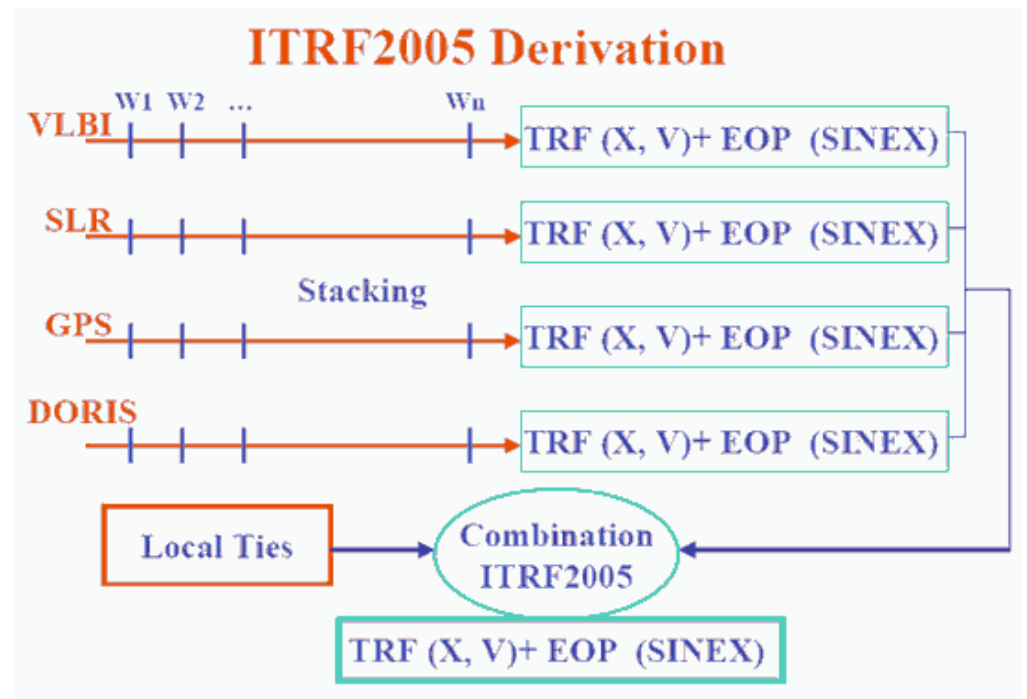 ITRF2005 Derivation
W1 W2 ... Wn
VLBI
TRF (X, V)+ EOP (SINEX)
SLR
TRF (X, V)+ EOP (SINEX)
Stacking
GPS
TRF (X, V)+ EOP (SINEX)
DORIS
TRF (X, V)+ EOP (SINEX)
Local Ties
Combination
ITRF2005
TRF (X, V)+ EOP (SINEX)